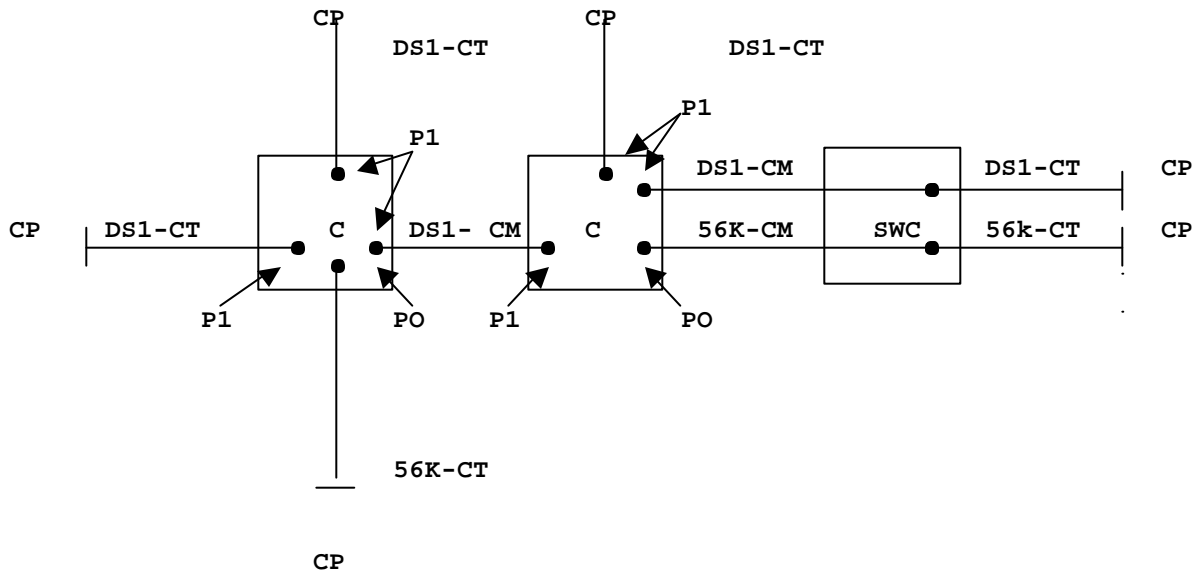 CP CP
DS1-CT DS1-CT
P1
P1
DS1-CM DS1-CT CP
CP DS1-CT C DS1- CM C 56K-CM SWC 56k-CT CP
P1 PO P1 PO
56K-CT
CP